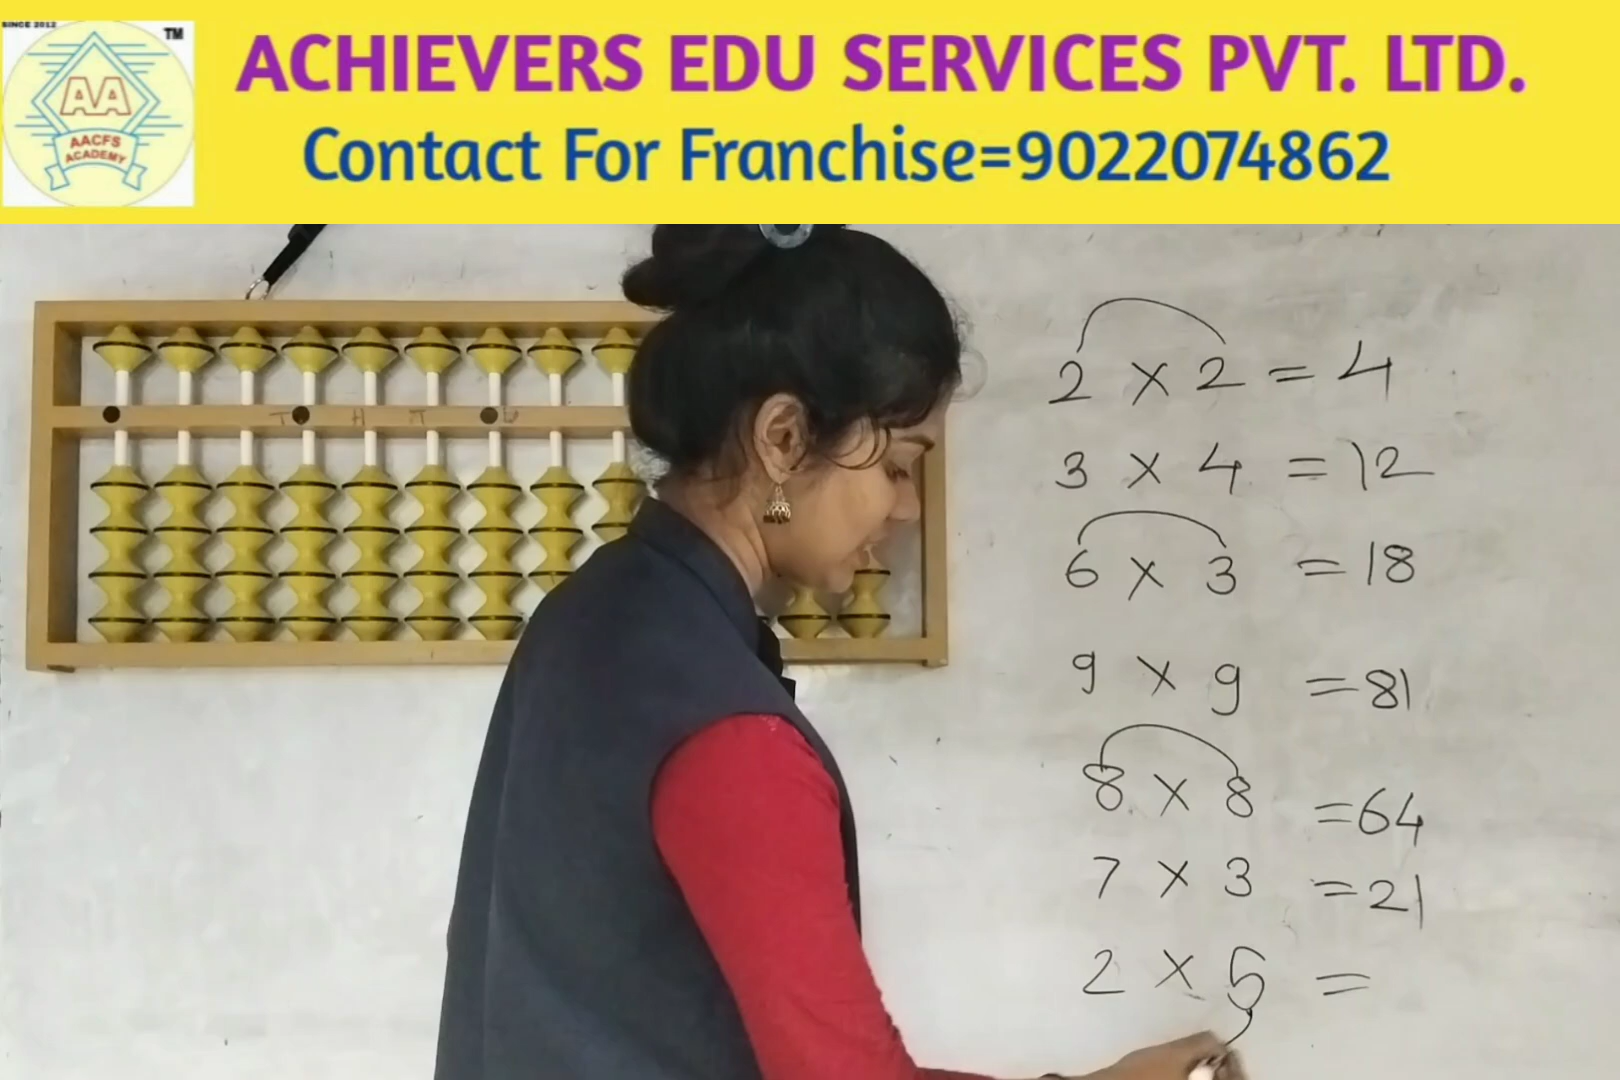 SINCE 2012
TM
AA
AACFS
ACADEMY
ACHIEVERS EDU SERVICES PVT. LTD.
Contact For Franchise=9022074862
2 × 2 = 4
3 × 4 = 12
6 × 3 = 18
9 × 9 = 81
8 × 8 = 64
7 × 3 = 21
2 × 5 =